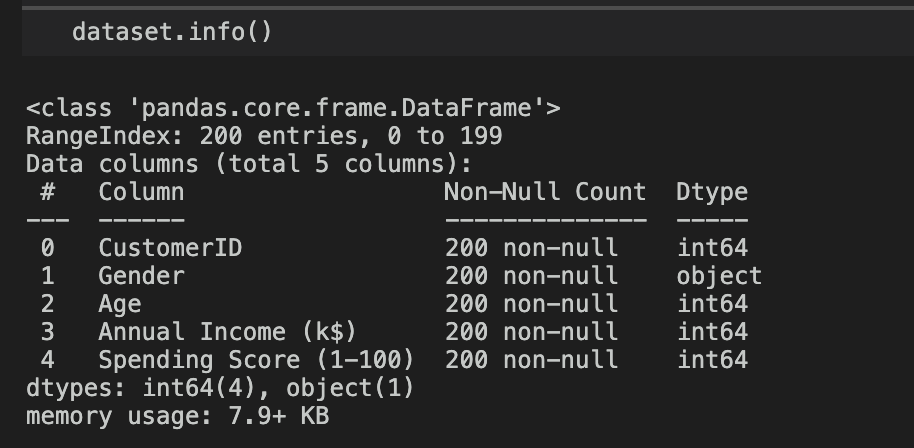 dataset.info()
<class 'pandas.core.frame.DataFrame'>
RangeIndex: 200 entries, 0 to 199
Data columns (total 5 columns):
 #   Column                  Non-Null Count  Dtype
---  ------                  --------------  -----
 0   CustomerID              200 non-null    int64
 1   Gender                  200 non-null    object
 2   Age                     200 non-null    int64
 3   Annual Income (k$)      200 non-null    int64
 4   Spending Score (1-100)  200 non-null    int64
dtypes: int64(4), object(1)
memory usage: 7.9+ KB